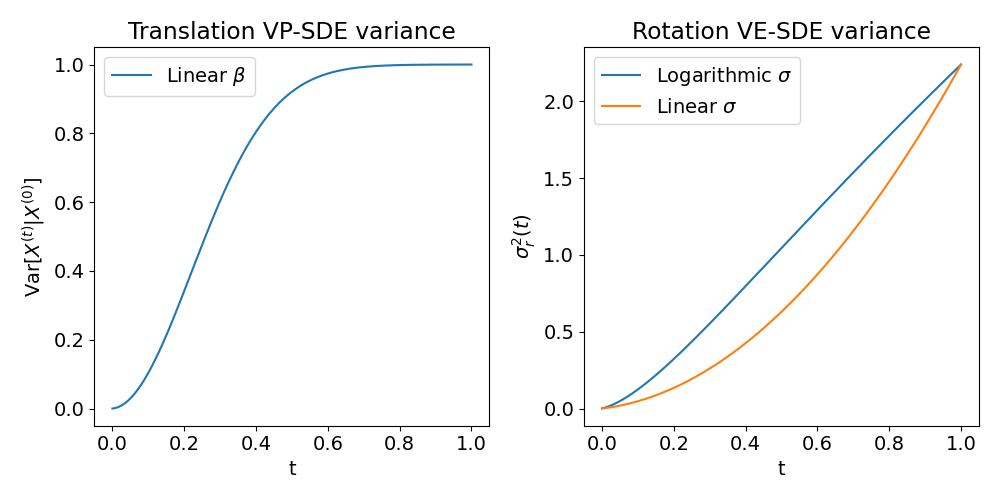 Translation VP-SDE variance
Linear β
Var[X^(t)|X^(0)]
0.0
0.2
0.4
0.6
0.8
1.0
0.0 0.2 0.4 0.6 0.8 1.0
t
Rotation VE-SDE variance
Logarithmic σ
Linear σ
σ_r^2(t)
2.0
1.5
1.0
0.5
0.0
0.0 0.2 0.4 0.6 0.8 1.0
t